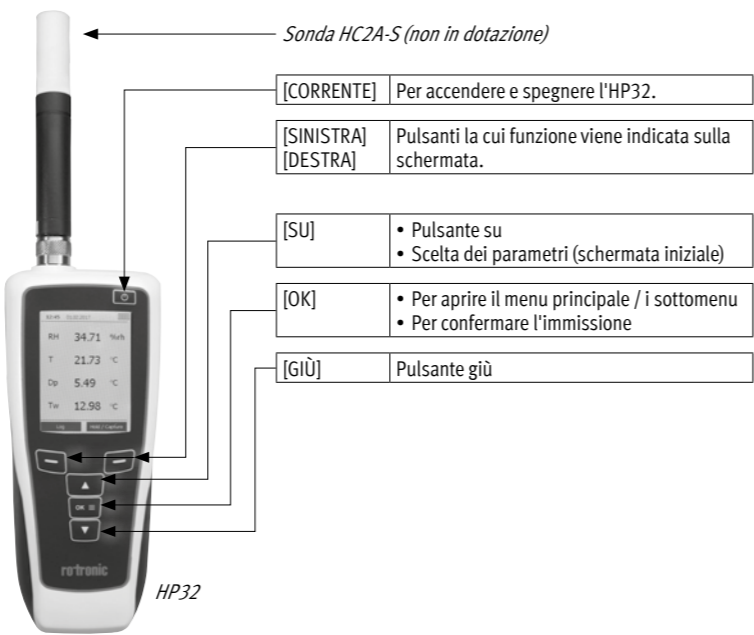 Sonda HC2A-S (non in dotazione)
[CORRENTE] Per accendere e spegnere l'HP32.
[SINISTRA] Pulsanti la cui funzione viene indicata sulla
[DESTRA] schermata.
[SU] • Pulsante su
• Scelta dei parametri (schermata iniziale)
[OK] • Per aprire il menu principale / i sottomenu
• Per confermare l'immissione
[GIÙ] Pulsante giù
RH 34.71 %rh
T 21.73 °C
Dp 5.49 °C
Tw 12.98 °C
Log Hold / Capture
OK
rotronic
HP32